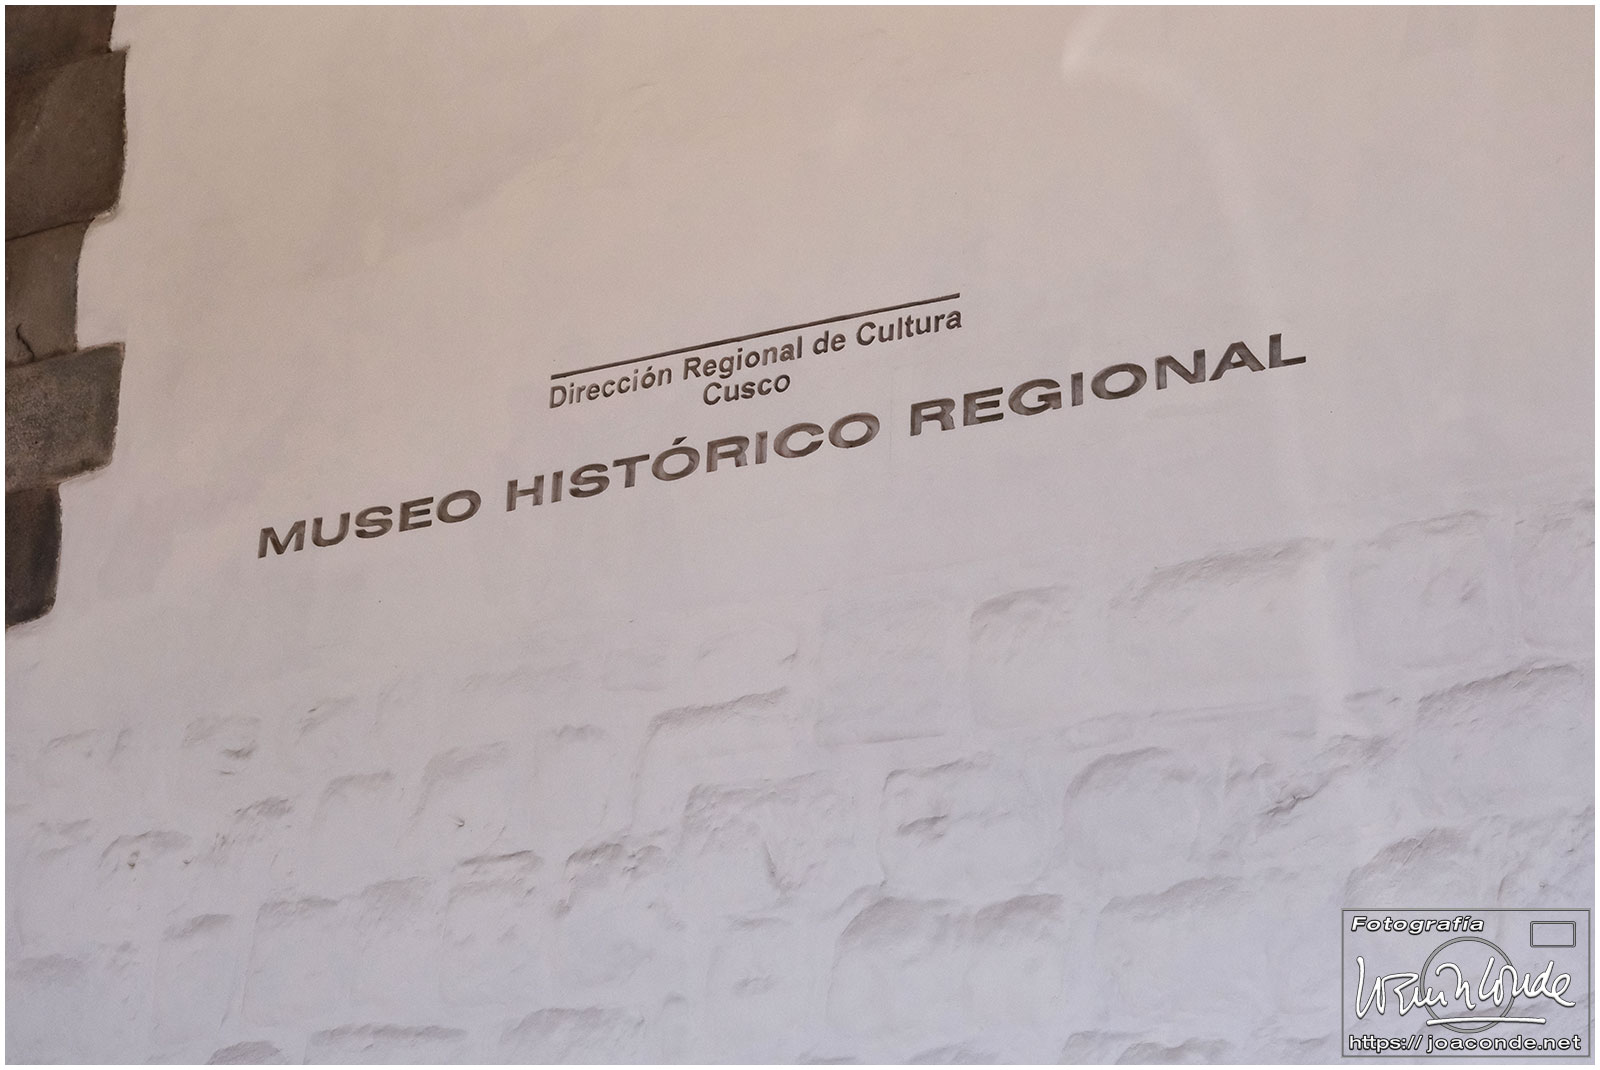 Dirección Regional de Cultura
Cusco
MUSEO HISTÓRICO REGIONAL
Fotografía
https://joaconde.net